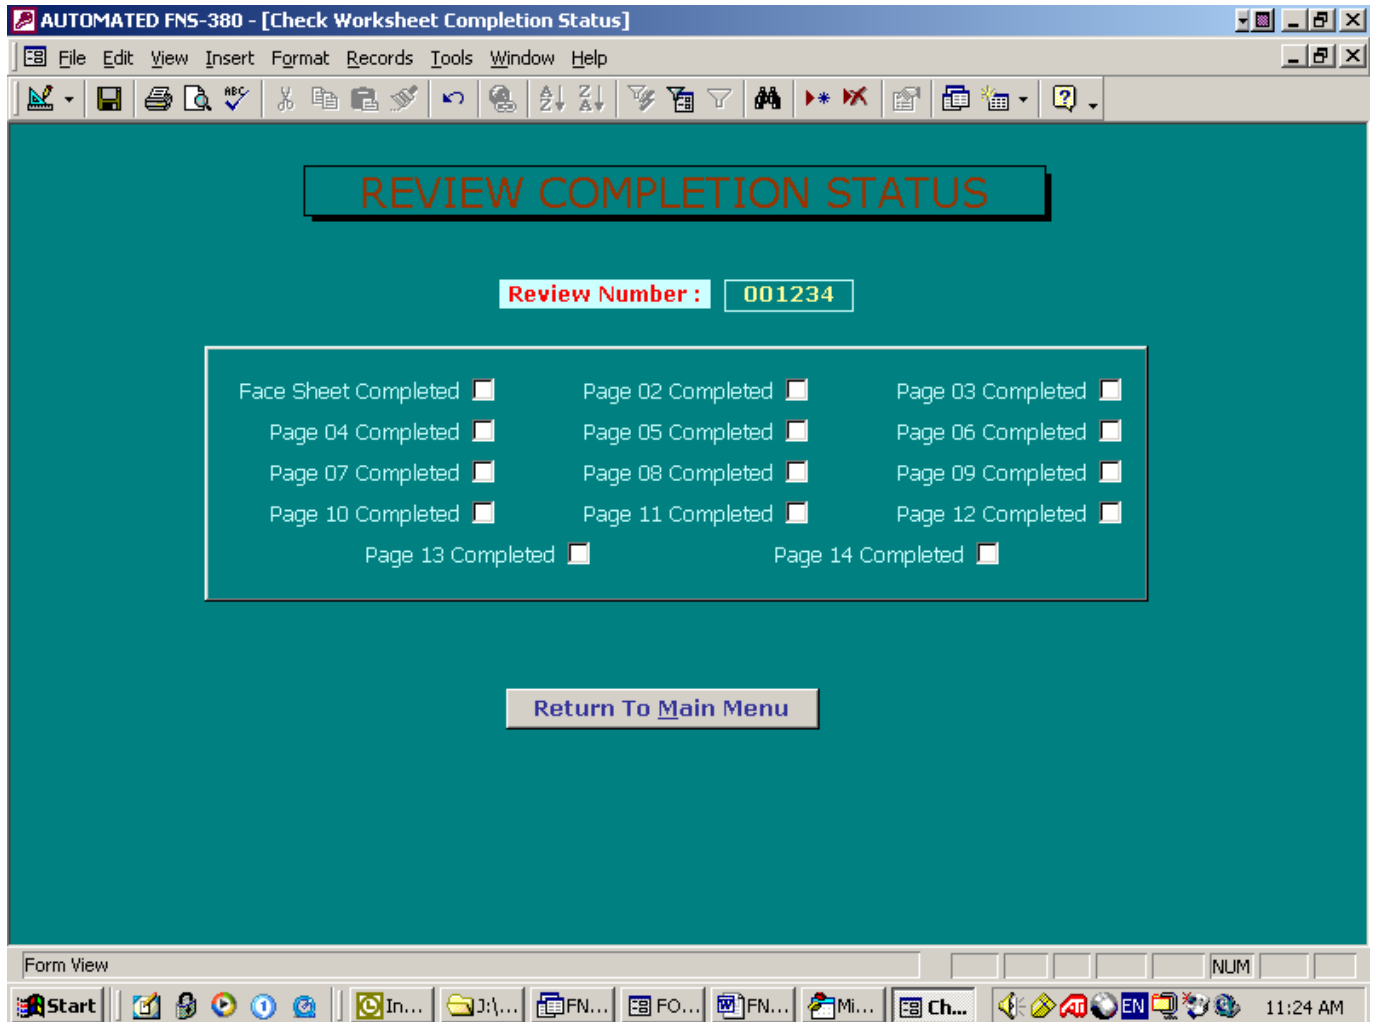 AUTOMATED FNS-380 - [Check Worksheet Completion Status]
File Edit View Insert Format Records Tools Window Help
REVIEW COMPLETION STATUS
Review Number : 001234
Face Sheet Completed Page 02 Completed Page 03 Completed
Page 04 Completed Page 05 Completed Page 06 Completed
Page 07 Completed Page 08 Completed Page 09 Completed
Page 10 Completed Page 11 Completed Page 12 Completed
Page 13 Completed Page 14 Completed
Return To Main Menu
Form View NUM
Start In... J:\... FN... FO... FN... Mi... Ch... EN 11:24 AM